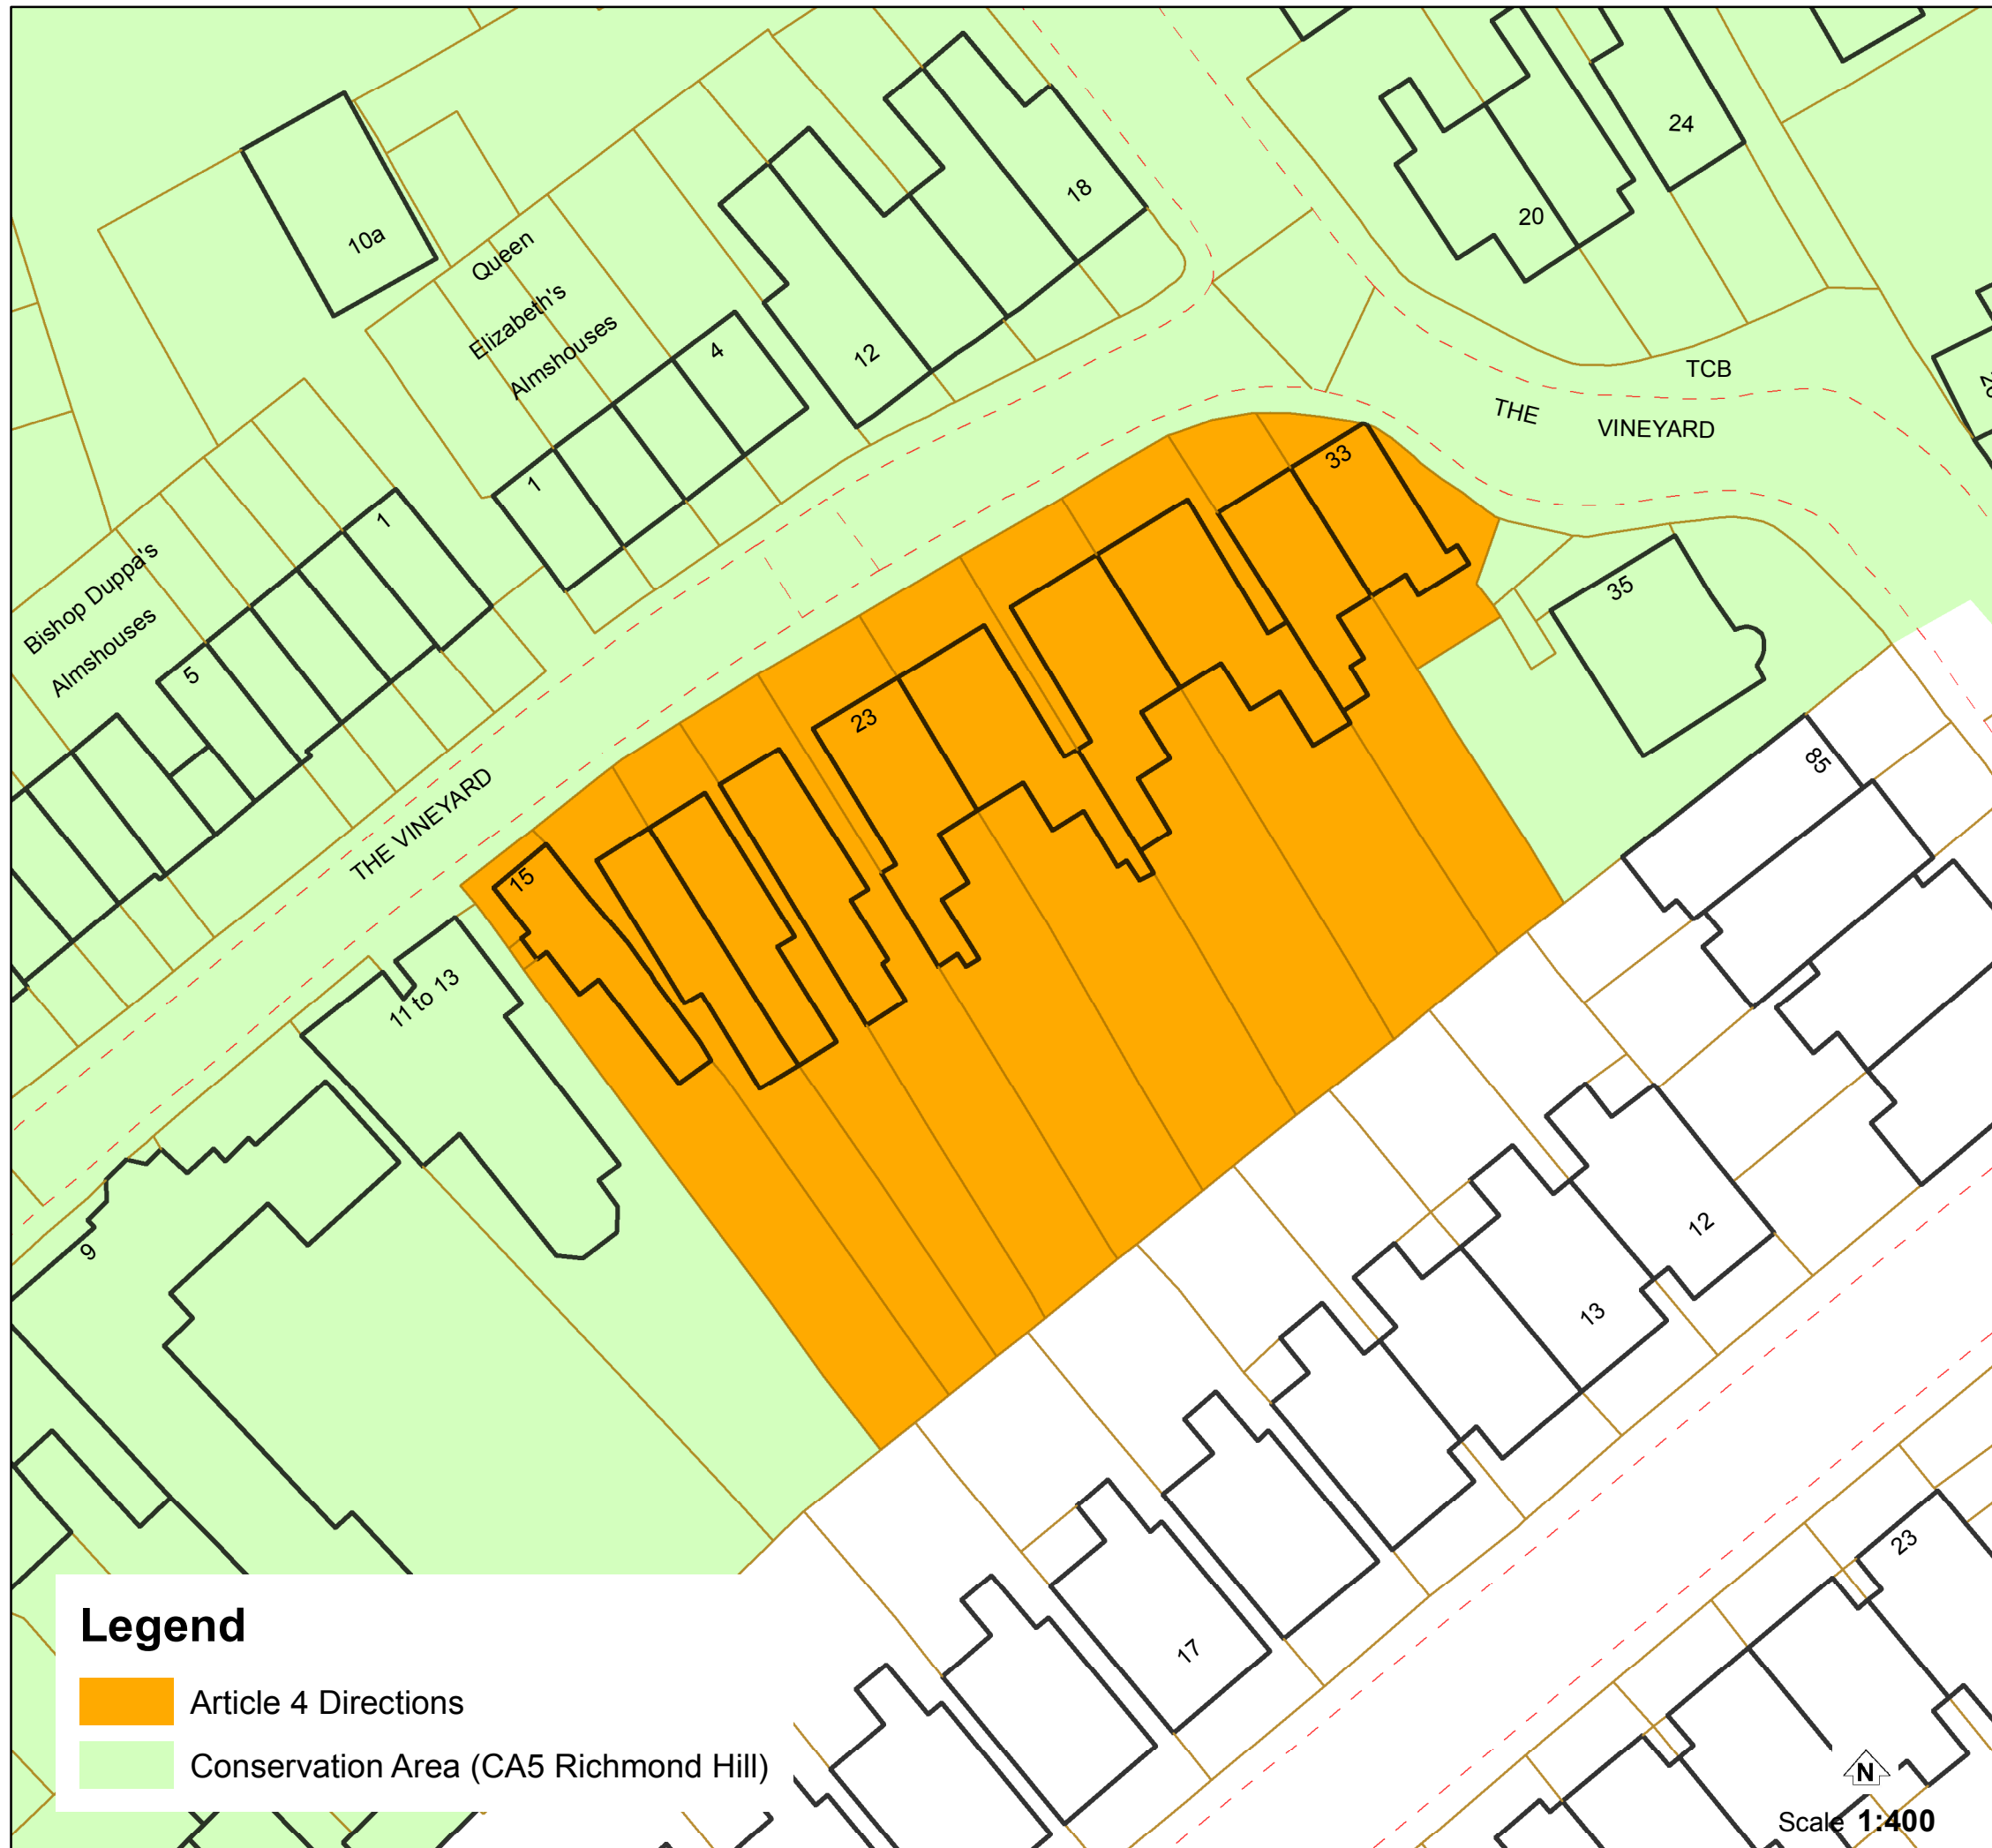 24
18
20
10a
Queen
Elizabeth's
Almshouses
4
12
TCB
THE VINEYARD
33
1
1
Bishop Duppa's
Almshouses
5
35
23
85
THE VINEYARD
15
11 to 13
9
12
13
23
17
Legend
Article 4 Directions
Conservation Area (CA5 Richmond Hill)
N
Scale 1:400